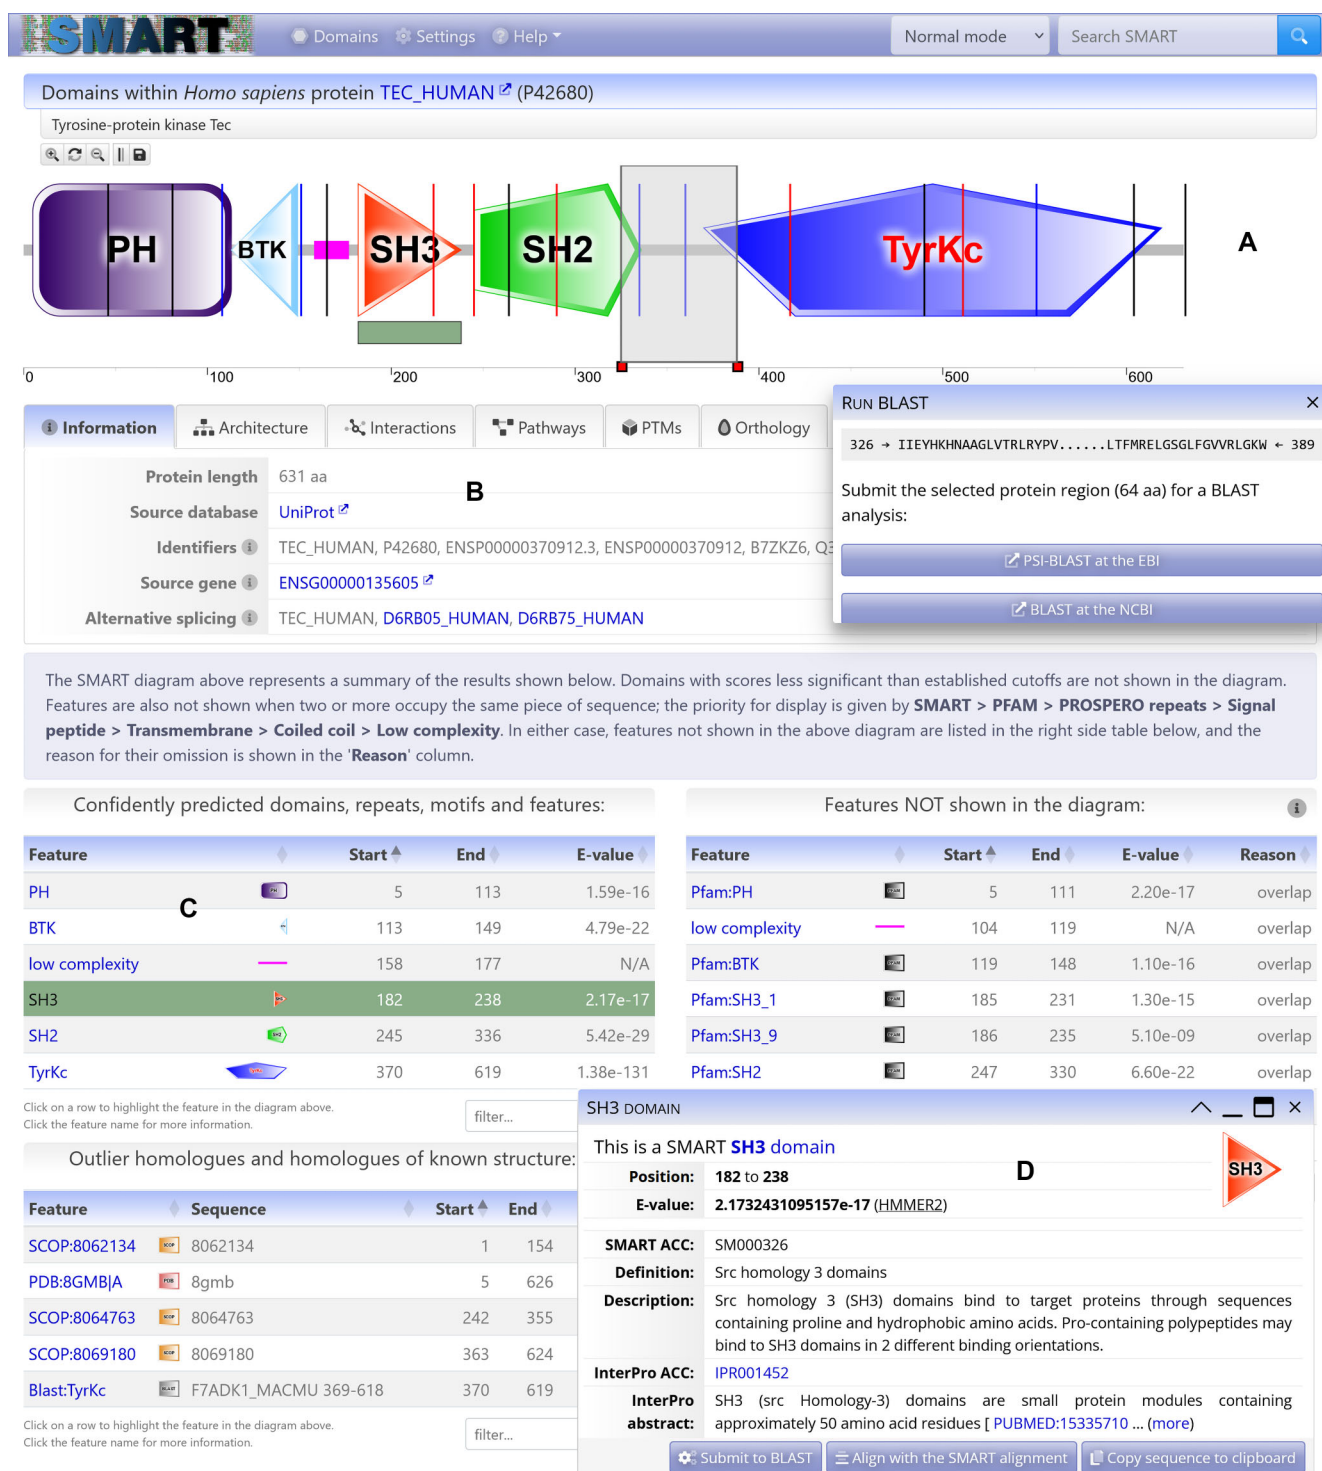 SMART
Domains Settings Help
Normal mode Search SMART
Domains within Homo sapiens protein TEC_HUMAN (P42680)
Tyrosine-protein kinase Tec
PH BTK SH3 SH2 TyrKc
A
0 100 200 300 400 500 600
Information Architecture Interactions Pathways PTMs Orthology
Protein length 631 aa
B
Source database UniProt
Identifiers TEC_HUMAN, P42680, ENSP00000370912.3, ENSP00000370912, B7ZKZ6, Q3
Source gene ENSG00000135605
Alternative splicing TEC_HUMAN, D6RB05_HUMAN, D6RB75_HUMAN
RUN BLAST
326 → IIEYHKHNAAGLVTRLRYPV......LTFMRELGSGLFGVVRLGKW ← 389
Submit the selected protein region (64 aa) for a BLAST
analysis:
PSI-BLAST at the EBI
BLAST at the NCBI
The SMART diagram above represents a summary of the results shown below. Domains with scores less significant than established cutoffs are not shown in the diagram.
Features are also not shown when two or more occupy the same piece of sequence; the priority for display is given by SMART > PFAM > PROSPERO repeats > Signal
peptide > Transmembrane > Coiled coil > Low complexity. In either case, features not shown in the above diagram are listed in the right side table below, and the
reason for their omission is shown in the 'Reason' column.
Confidently predicted domains, repeats, motifs and features:
Feature Start End E-value
PH 5 113 1.59e-16
C
BTK 113 149 4.79e-22
low complexity 158 177 N/A
SH3 182 238 2.17e-17
SH2 245 336 5.42e-29
TyrKc 370 619 1.38e-131
Click on a row to highlight the feature in the diagram above.
Click the feature name for more information.
filter...
Features NOT shown in the diagram:
Feature Start End E-value Reason
Pfam:PH 5 111 2.20e-17 overlap
low complexity 104 119 N/A overlap
Pfam:BTK 119 148 1.10e-16 overlap
Pfam:SH3_1 185 231 1.30e-15 overlap
Pfam:SH3_9 186 235 5.10e-09 overlap
Pfam:SH2 247 330 6.60e-22 overlap
Outlier homologues and homologues of known structure:
Feature Sequence Start End
SCOP:8062134 8062134 1 154
PDB:8GMB|A 8gmb 5 626
SCOP:8064763 8064763 242 355
SCOP:8069180 8069180 363 624
Blast:TyrKc F7ADK1_MACMU 369-618 370 619
Click on a row to highlight the feature in the diagram above.
Click the feature name for more information.
filter...
SH3 DOMAIN
This is a SMART SH3 domain
D
SH3
Position: 182 to 238
E-value: 2.1732431095157e-17 (HMMER2)
SMART ACC: SM000326
Definition: Src homology 3 domains
Description: Src homology 3 (SH3) domains bind to target proteins through sequences
containing proline and hydrophobic amino acids. Pro-containing polypeptides may
bind to SH3 domains in 2 different binding orientations.
InterPro ACC: IPR001452
InterPro abstract: SH3 (src Homology-3) domains are small protein modules containing
approximately 50 amino acid residues [ PUBMED:15335710 ... (more)
Submit to BLAST Align with the SMART alignment Copy sequence to clipboard